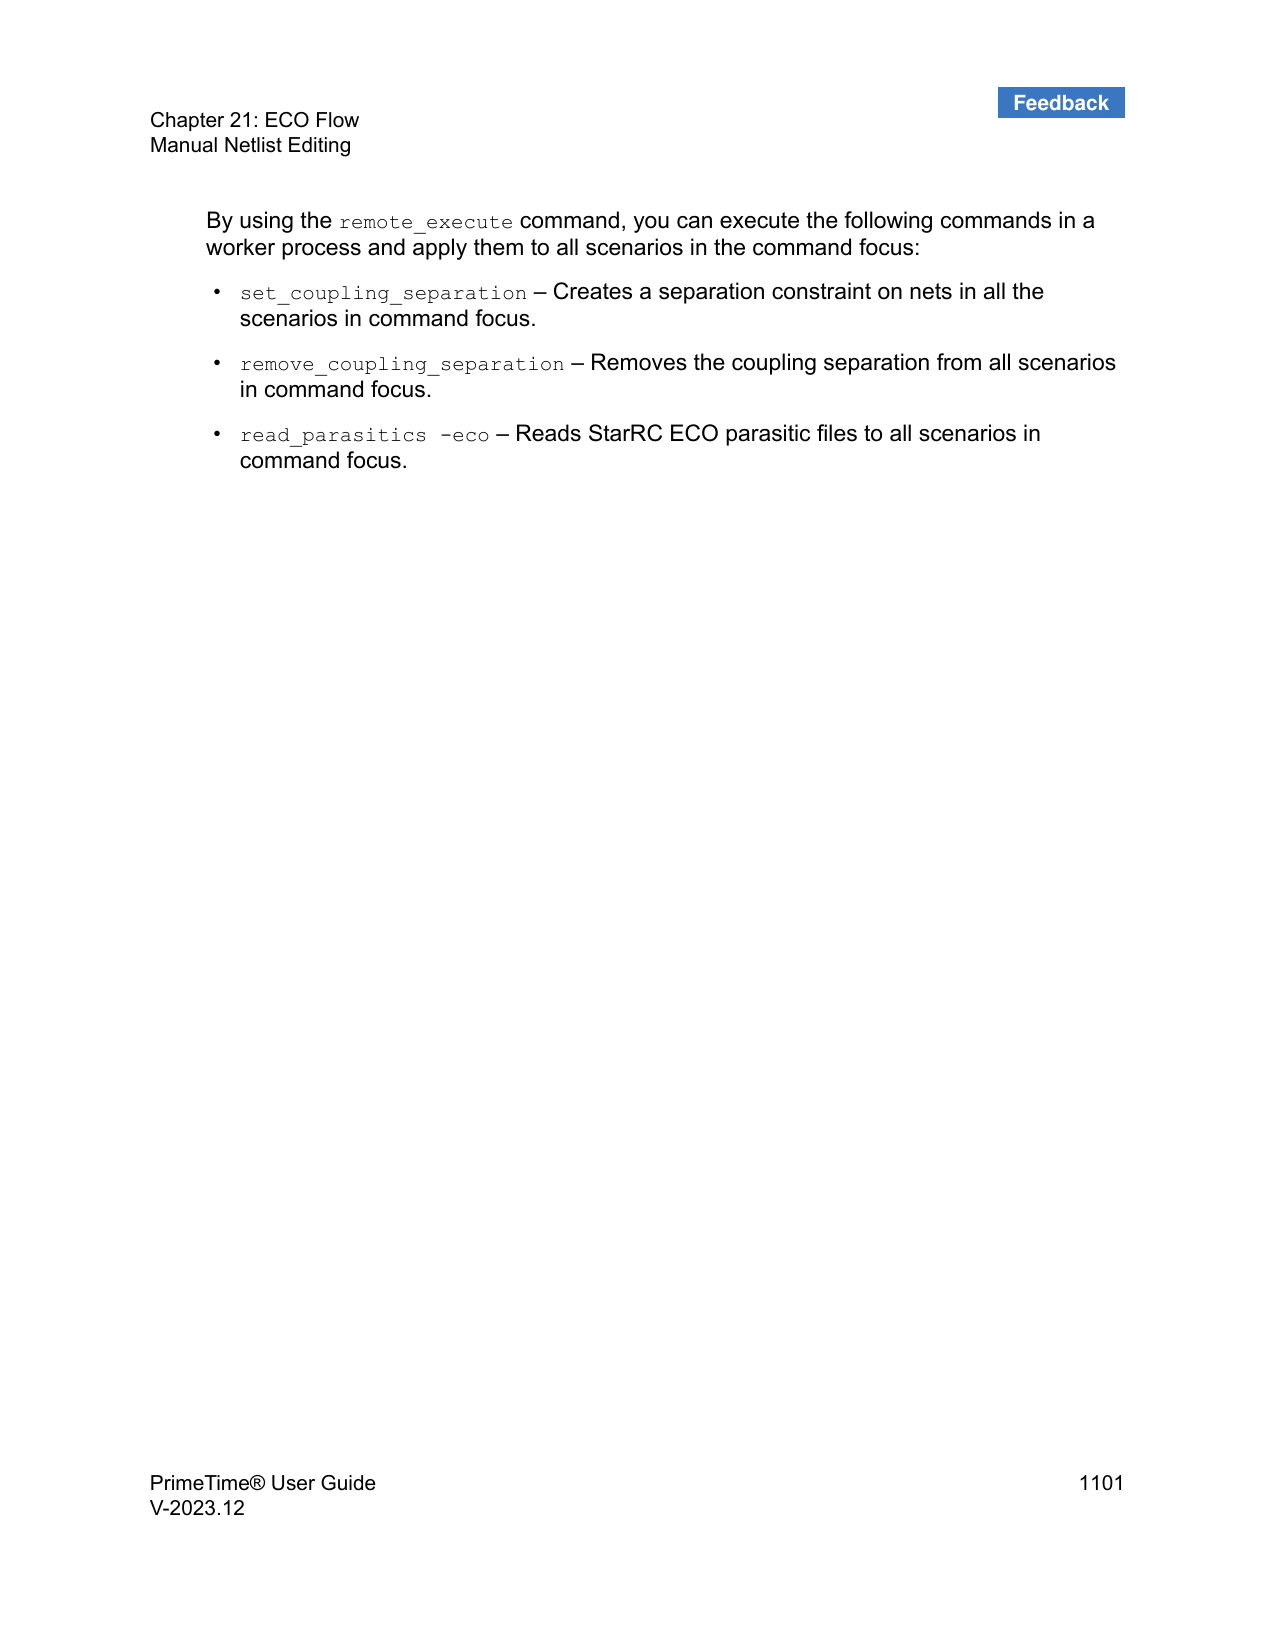 Feedback
Chapter 21: ECO Flow
Manual Netlist Editing
By using the remote_execute command, you can execute the following commands in a
worker process and apply them to all scenarios in the command focus:
• set_coupling_separation – Creates a separation constraint on nets in all the
scenarios in command focus.
• remove_coupling_separation – Removes the coupling separation from all scenarios
in command focus.
• read_parasitics -eco – Reads StarRC ECO parasitic files to all scenarios in
command focus.
PrimeTime® User Guide 1101
V-2023.12